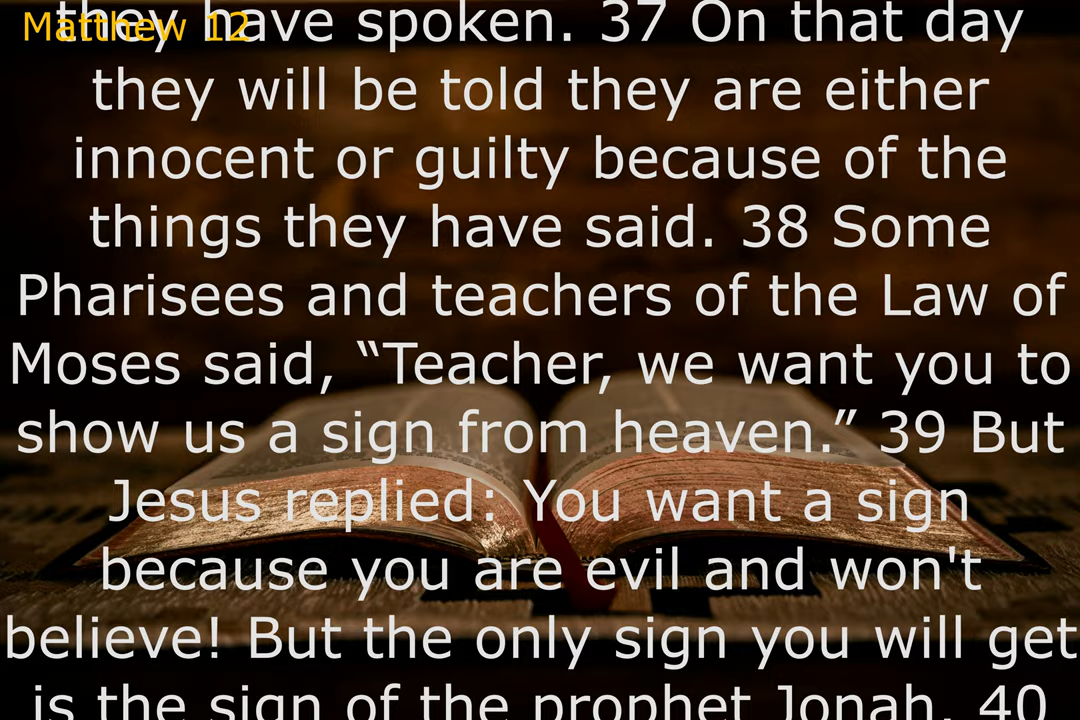 Matthew 12
they have spoken. 37 On that day
they will be told they are either
innocent or guilty because of the
things they have said. 38 Some
Pharisees and teachers of the Law of
Moses said, “Teacher, we want you to
show us a sign from heaven.” 39 But
Jesus replied: You want a sign
because you are evil and won't
believe! But the only sign you will get
is the sign of the prophet Jonah. 40